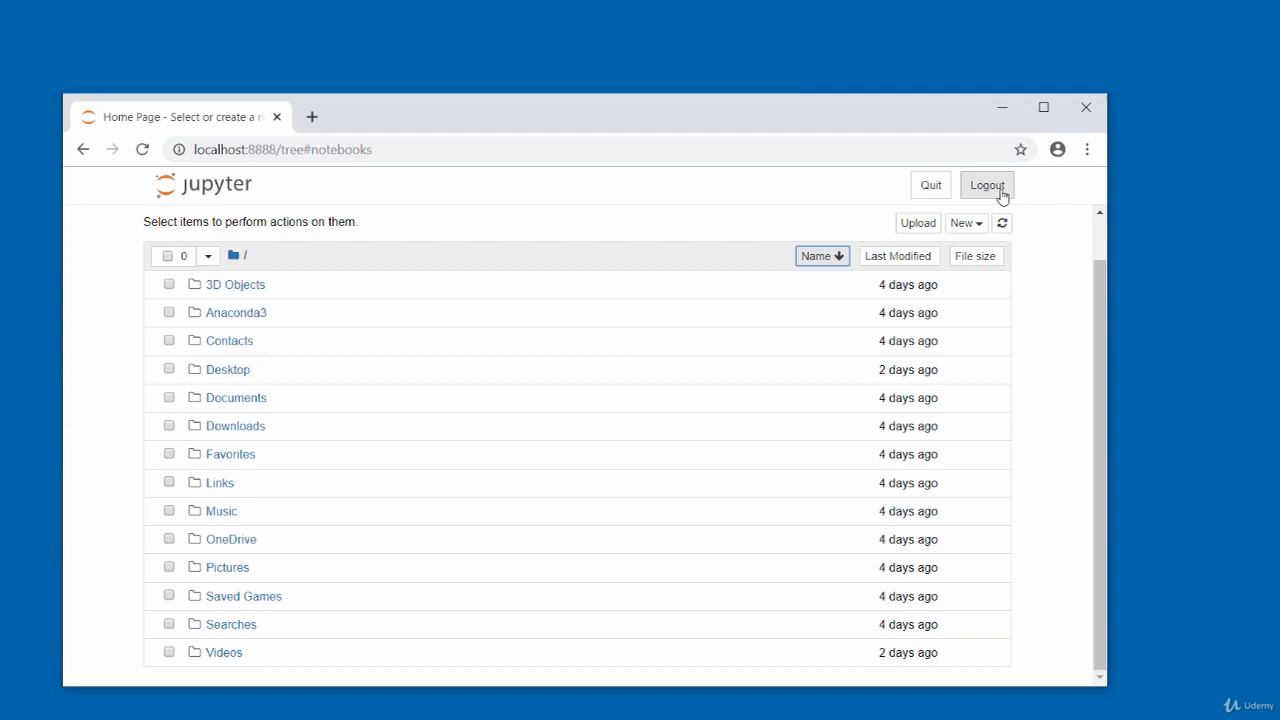 Home Page - Select or create a n
localhost:8888/tree#notebooks
jupyter Quit Logout
Select items to perform actions on them. Upload New
0 / Name Last Modified File size
3D Objects 4 days ago
Anaconda3 4 days ago
Contacts 4 days ago
Desktop 2 days ago
Documents 4 days ago
Downloads 4 days ago
Favorites 4 days ago
Links 4 days ago
Music 4 days ago
OneDrive 4 days ago
Pictures 4 days ago
Saved Games 4 days ago
Searches 4 days ago
Videos 2 days ago
Udemy